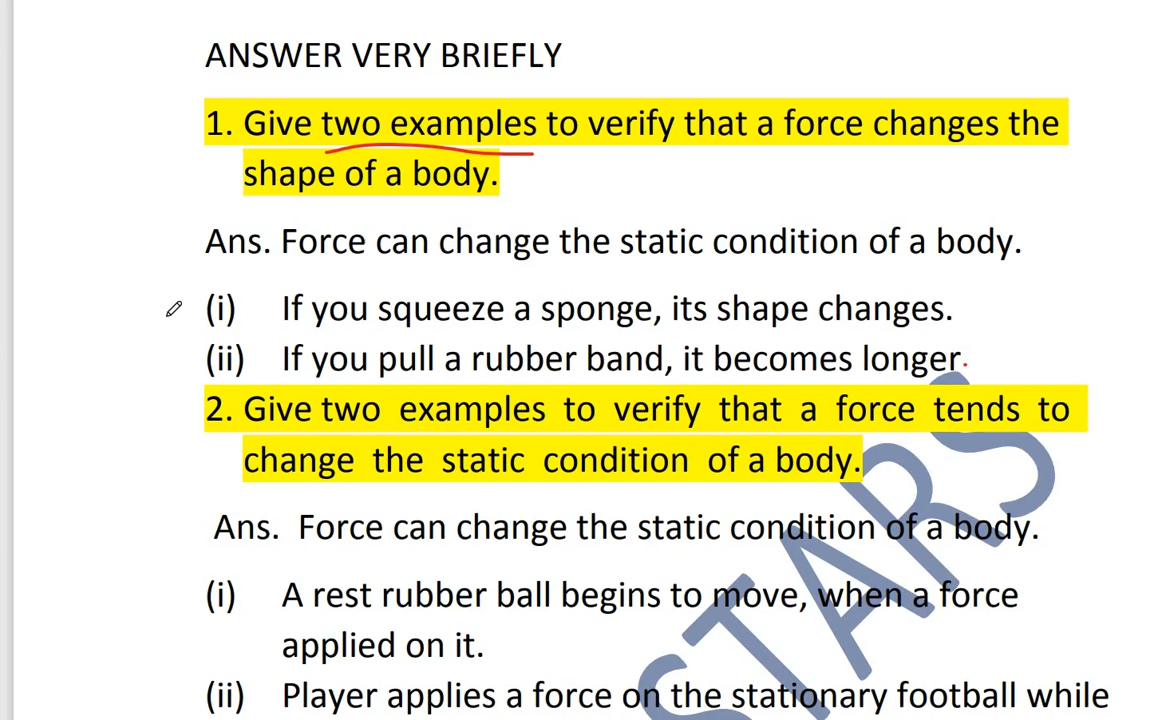 ANSWER VERY BRIEFLY
1. Give two examples to verify that a force changes the
shape of a body.
Ans. Force can change the static condition of a body.
(i) If you squeeze a sponge, its shape changes.
(ii) If you pull a rubber band, it becomes longer.
2. Give two examples to verify that a force tends to
change the static condition of a body.
Ans. Force can change the static condition of a body.
(i) A rest rubber ball begins to move, when a force
applied on it.
(ii) Player applies a force on the stationary football while
STARS